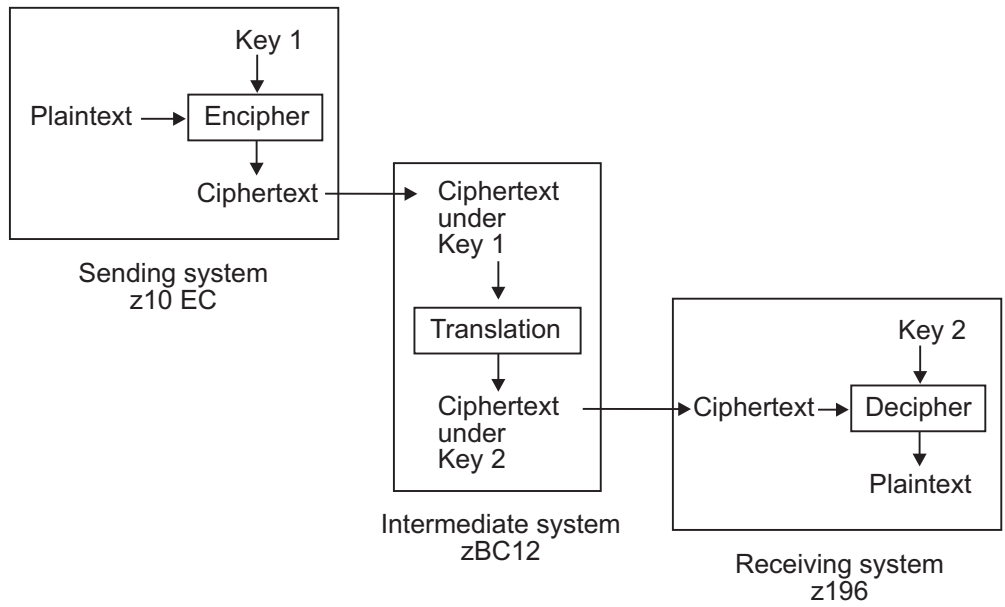 Key 1
Plaintext
Encipher
Ciphertext
Sending system
z10 EC
Ciphertext
under
Key 1
Translation
Ciphertext
under
Key 2
Intermediate system
zBC12
Key 2
Ciphertext
Decipher
Plaintext
Receiving system
z196